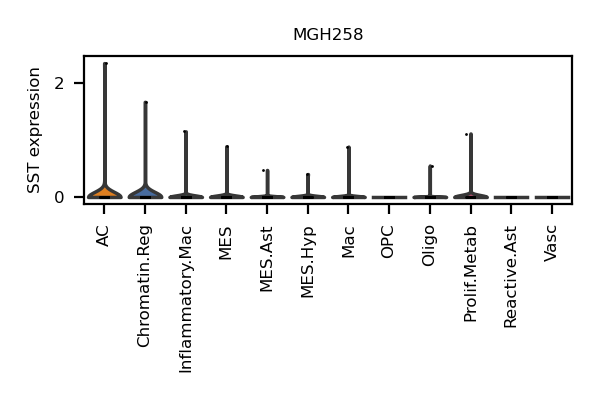 MGH258
SST expression
2
0
AC
Chromatin.Reg
Inflammatory.Mac
MES
MES.Ast
MES.Hyp
Mac
OPC
Oligo
Prolif.Metab
Reactive.Ast
Vasc